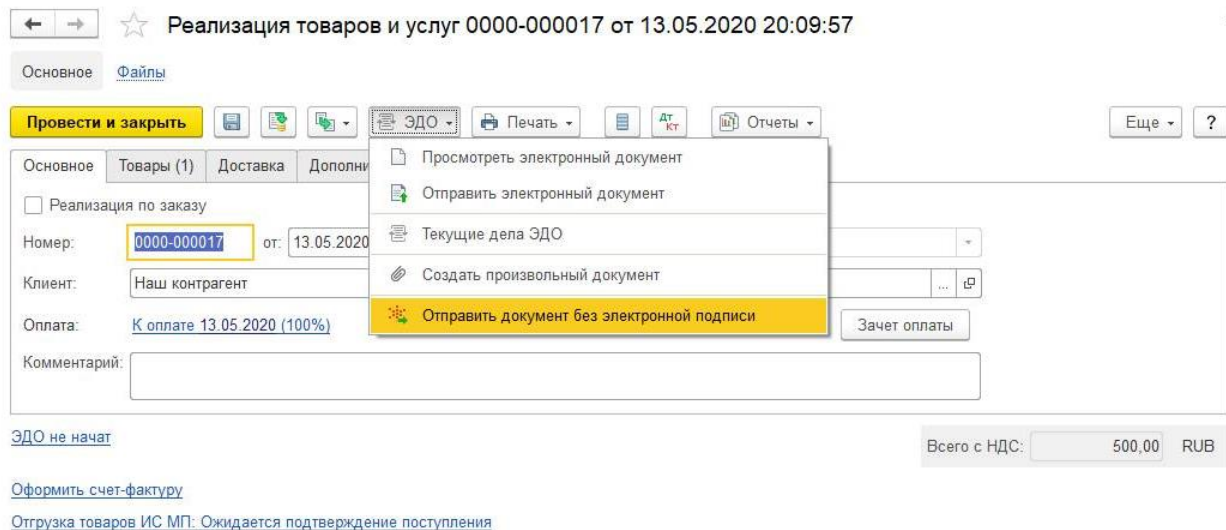 Реализация товаров и услуг 0000-000017 от 13.05.2020 20:09:57
Основное Файлы
Провести и закрыть ЭДО Печать Дт Кт Отчеты Еще ?
Основное Товары (1) Доставка Дополни
Просмотреть электронный документ
Отправить электронный документ
Реализация по заказу
Текущие дела ЭДО
Номер: 0000-000017 от: 13.05.2020
Создать произвольный документ
Клиент: Наш контрагент ...
Отправить документ без электронной подписи
Оплата: К оплате 13.05.2020 (100%) Зачет оплаты
Комментарий:
ЭДО не начат
Всего с НДС: 500,00 RUB
Оформить счет-фактуру
Отгрузка товаров ИС МП: Ожидается подтверждение поступления